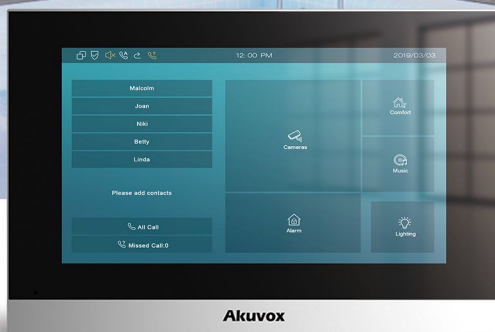 12: 00 PM
2019/03/03
Malcolm
Joan
Niki
Betty
Linda
Please add contacts
All Call
Missed Call:0
Cameras
Alarm
Comfort
Music
Lighting
Akuvox